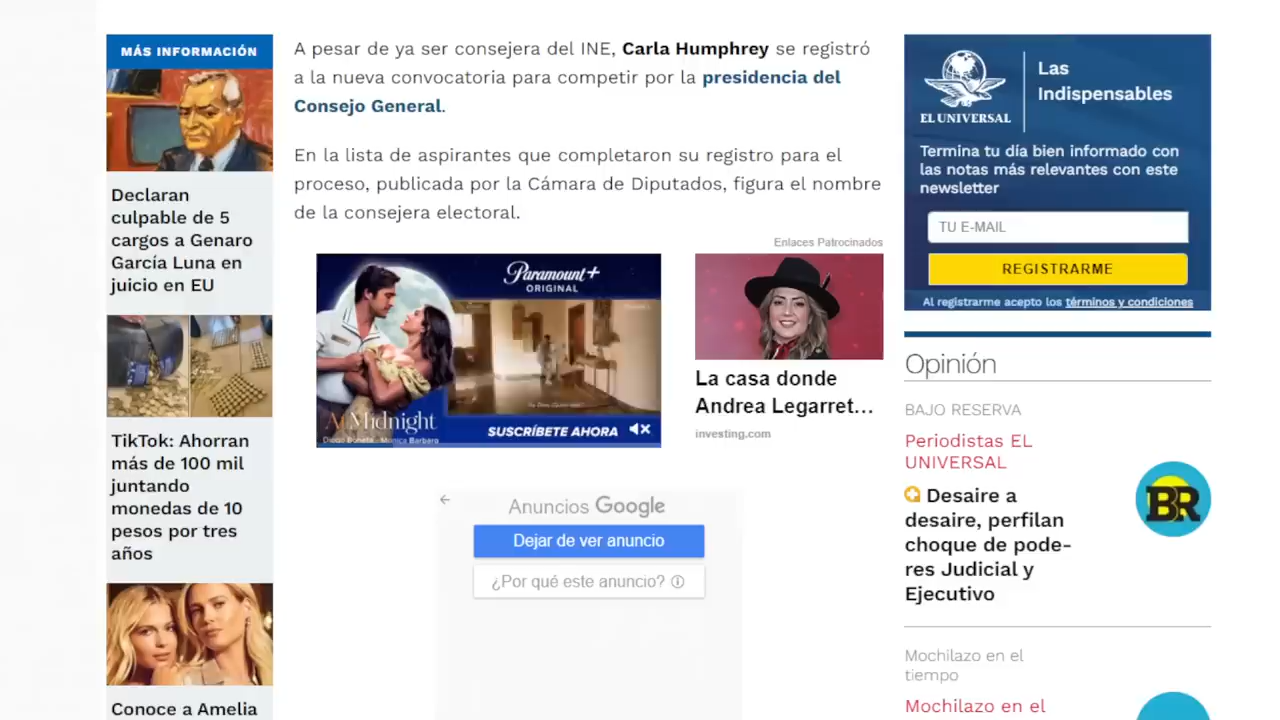 MÁS INFORMACIÓN
Declaran
culpable de 5
cargos a Genaro
García Luna en
juicio en EU
TikTok: Ahorran
más de 100 mil
juntando
monedas de 10
pesos por tres
años
Conoce a Amelia
A pesar de ya ser consejera del INE, Carla Humphrey se registró
a la nueva convocatoria para competir por la presidencia del
Consejo General.
En la lista de aspirantes que completaron su registro para el
proceso, publicada por la Cámara de Diputados, figura el nombre
de la consejera electoral.
Enlaces Patrocinados
Paramount+
ORIGINAL
At Midnight
Diego Boneta - Monica Barbaro
SUSCRÍBETE AHORA
La casa donde
Andrea Legarret...
investing.com
Anuncios Google
Dejar de ver anuncio
¿Por qué este anuncio?
EL UNIVERSAL
Las
Indispensables
Termina tu día bien informado con
las notas más relevantes con este
newsletter
TU E-MAIL
REGISTRARME
Al registrarme acepto los términos y condiciones
Opinión
BAJO RESERVA
Periodistas EL
UNIVERSAL
Desaire a
desaire, perfilan
choque de pode-
res Judicial y
Ejecutivo
BR
Mochilazo en el
tiempo
Mochilazo en el